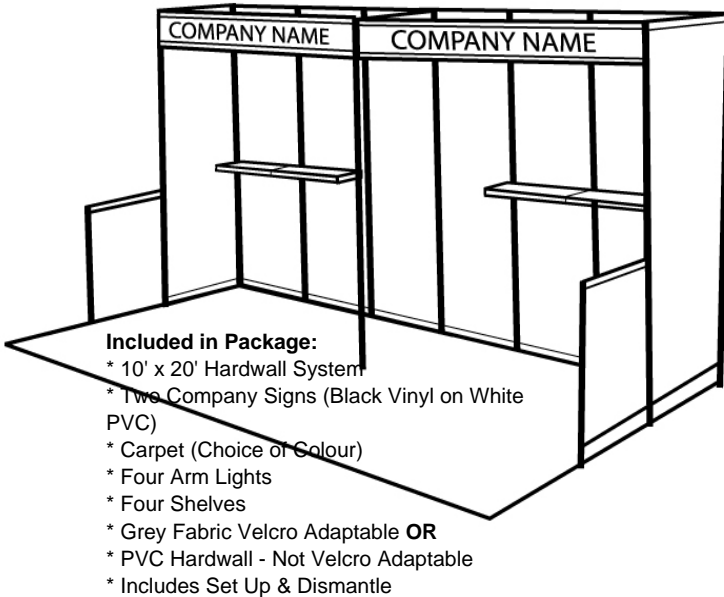 COMPANY NAME
COMPANY NAME
Included in Package:
* 10' x 20' Hardwall System
* Two Company Signs (Black Vinyl on White
PVC)
* Carpet (Choice of Colour)
* Four Arm Lights
* Four Shelves
* Grey Fabric Velcro Adaptable OR
* PVC Hardwall - Not Velcro Adaptable
* Includes Set Up & Dismantle